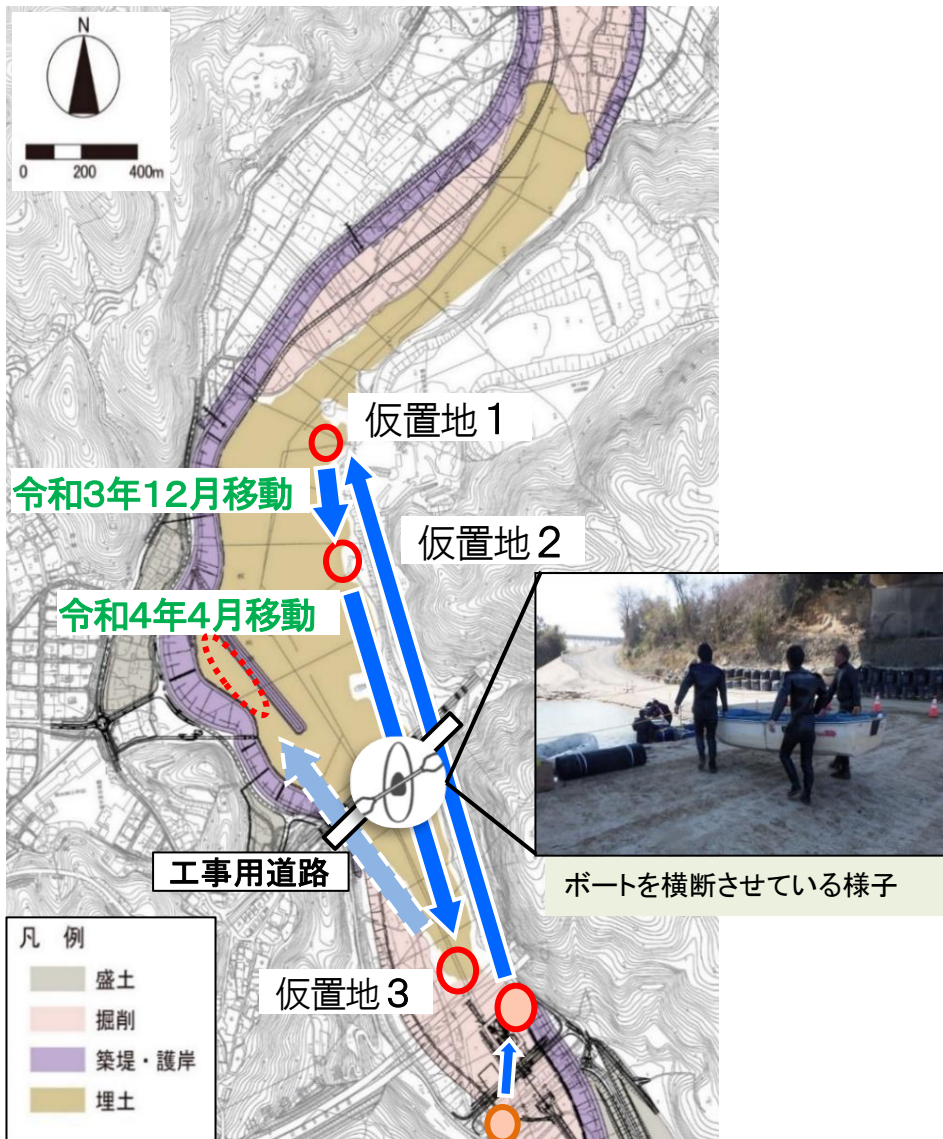 N
0 200 400m
仮置地1
令和3年12月移動
仮置地2
令和4年4月移動
工事用道路
ボートを横断させている様子
仮置地3
凡 例
盛土
掘削
築堤・護岸
埋土